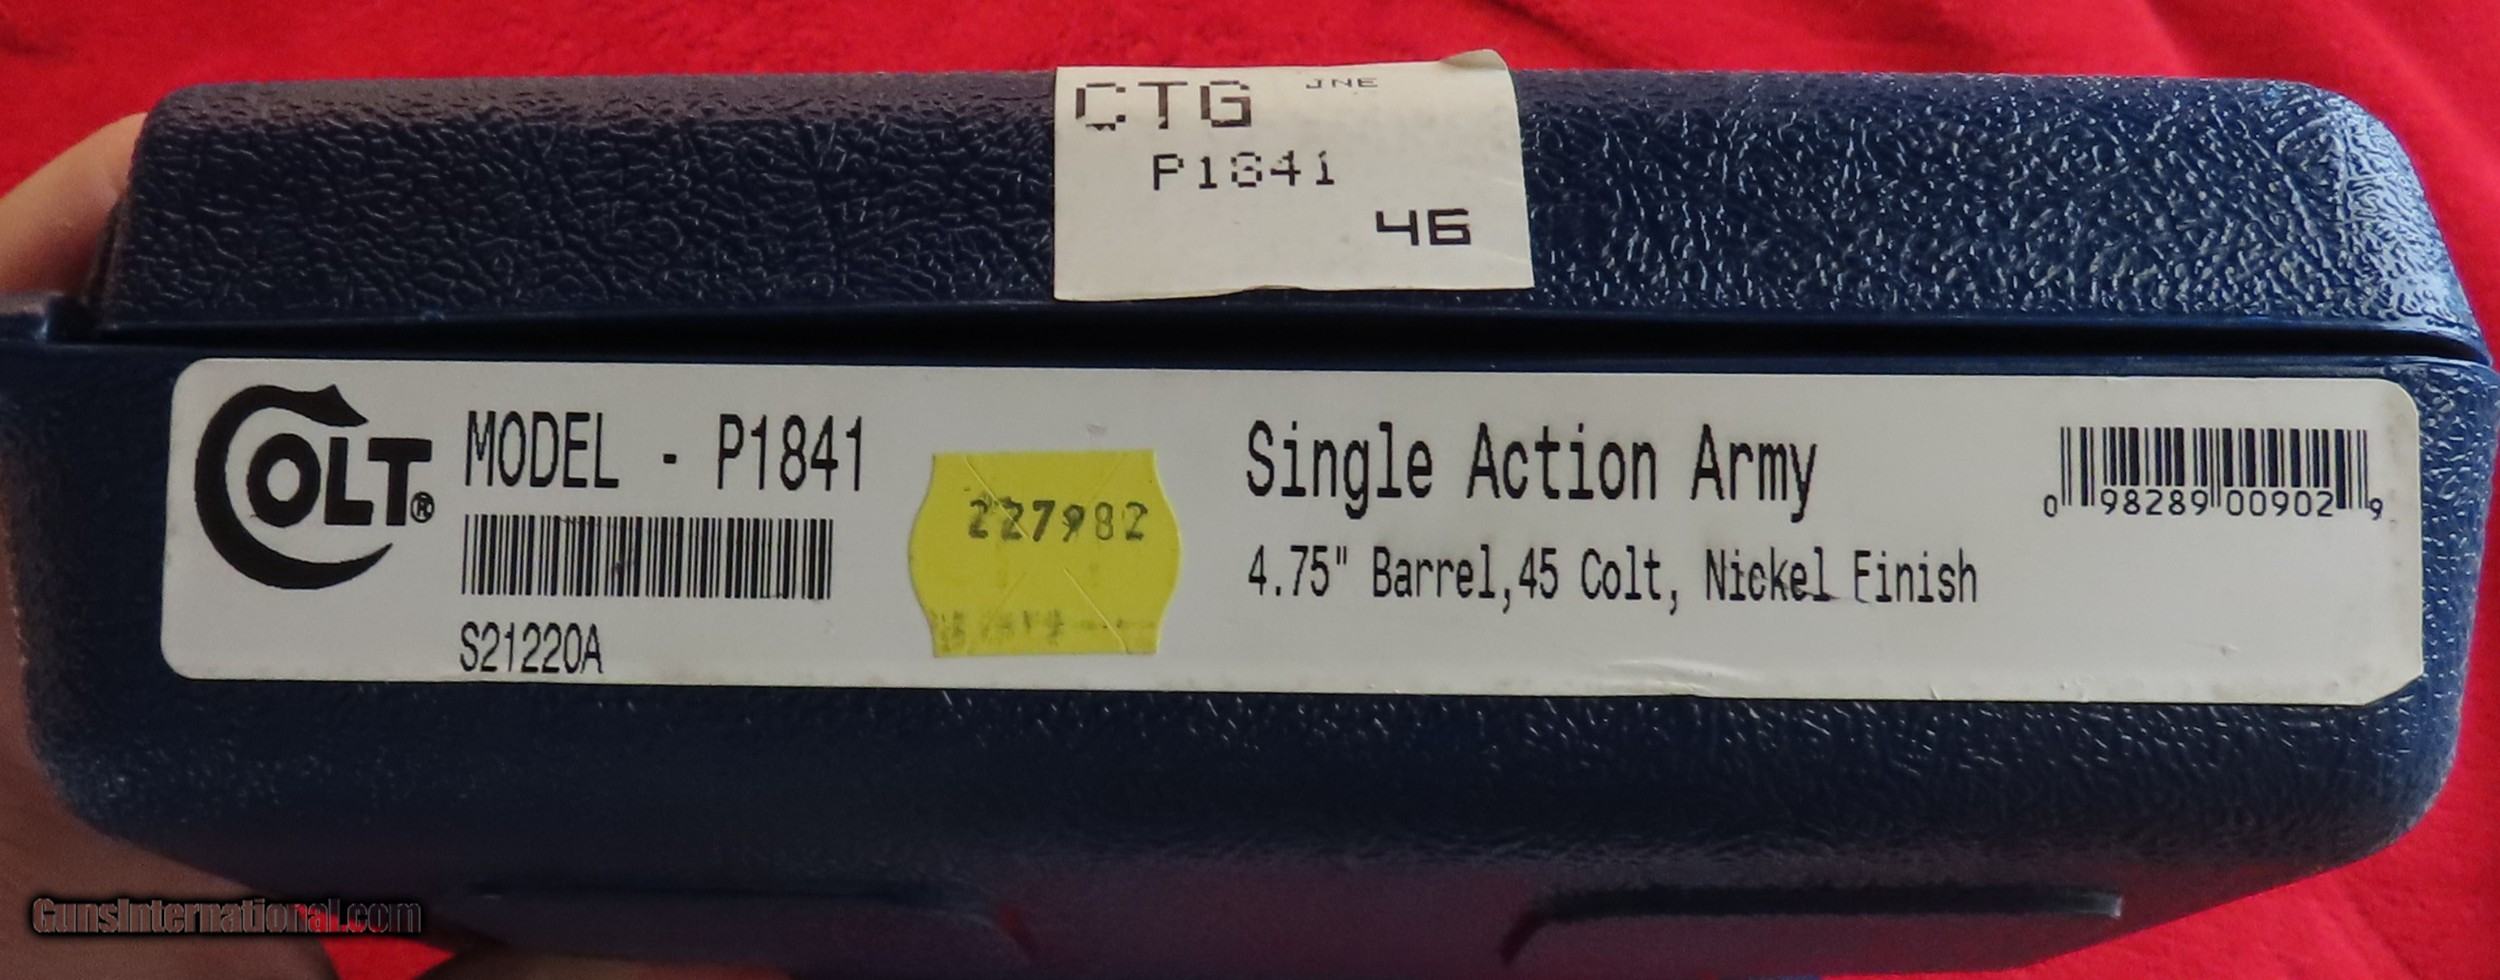 CTG JNE
P1841
46
COLT®
MODEL - P1841
S21220A
227982
Single Action Army
4.75" Barrel,45 Colt, Nickel Finish
0 98289 00902 9
GunsInternational.com